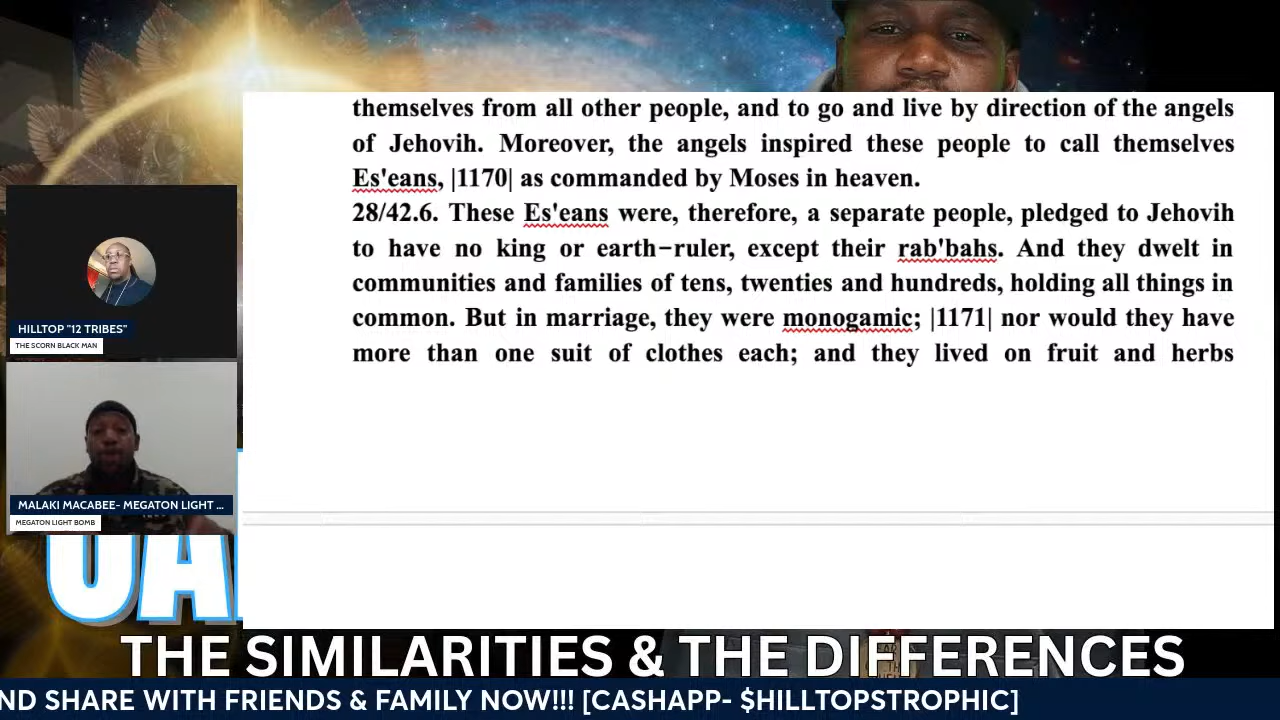 themselves from all other people, and to go and live by direction of the angels
of Jehovih. Moreover, the angels inspired these people to call themselves
Es'eans, |1170| as commanded by Moses in heaven.
28/42.6. These Es'eans were, therefore, a separate people, pledged to Jehovih
to have no king or earth–ruler, except their rab'bahs. And they dwelt in
communities and families of tens, twenties and hundreds, holding all things in
common. But in marriage, they were monogamic; |1171| nor would they have
more than one suit of clothes each; and they lived on fruit and herbs
HILLTOP "12 TRIBES"
THE SCORN BLACK MAN
MALAKI MACABEE- MEGATON LIGHT ...
MEGATON LIGHT BOMB
THE SIMILARITIES & THE DIFFERENCES
ND SHARE WITH FRIENDS & FAMILY NOW!!! [CASHAPP- $HILLTOPSTROPHIC]